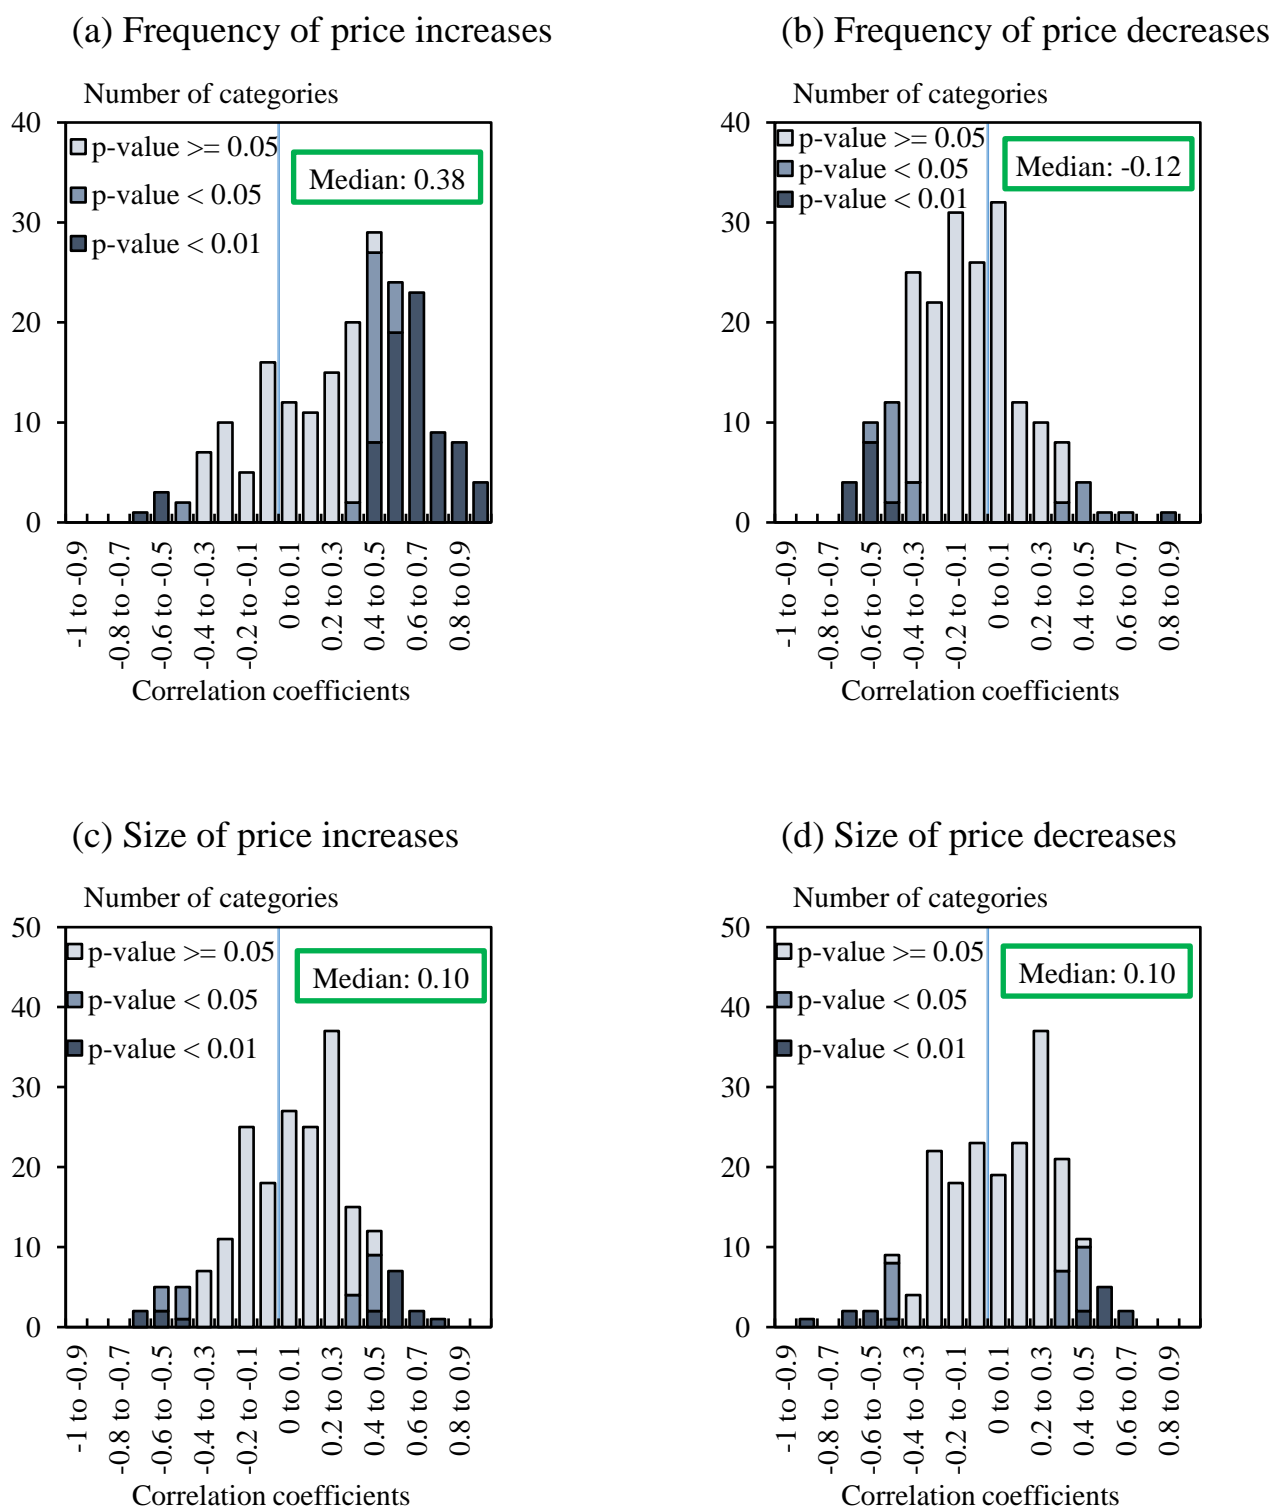 (a) Frequency of price increases
Number of categories
40
30
20
10
0
p-value >= 0.05
p-value < 0.05
p-value < 0.01
Median: 0.38
-1 to -0.9
-0.8 to -0.7
-0.6 to -0.5
-0.4 to -0.3
-0.2 to -0.1
0 to 0.1
0.2 to 0.3
0.4 to 0.5
0.6 to 0.7
0.8 to 0.9
Correlation coefficients
(b) Frequency of price decreases
Number of categories
40
30
20
10
0
p-value >= 0.05
p-value < 0.05
p-value < 0.01
Median: -0.12
-1 to -0.9
-0.8 to -0.7
-0.6 to -0.5
-0.4 to -0.3
-0.2 to -0.1
0 to 0.1
0.2 to 0.3
0.4 to 0.5
0.6 to 0.7
0.8 to 0.9
Correlation coefficients
(c) Size of price increases
Number of categories
50
40
30
20
10
0
p-value >= 0.05
p-value < 0.05
p-value < 0.01
Median: 0.10
-1 to -0.9
-0.8 to -0.7
-0.6 to -0.5
-0.4 to -0.3
-0.2 to -0.1
0 to 0.1
0.2 to 0.3
0.4 to 0.5
0.6 to 0.7
0.8 to 0.9
Correlation coefficients
(d) Size of price decreases
Number of categories
50
40
30
20
10
0
p-value >= 0.05
p-value < 0.05
p-value < 0.01
Median: 0.10
-1 to -0.9
-0.8 to -0.7
-0.6 to -0.5
-0.4 to -0.3
-0.2 to -0.1
0 to 0.1
0.2 to 0.3
0.4 to 0.5
0.6 to 0.7
0.8 to 0.9
Correlation coefficients